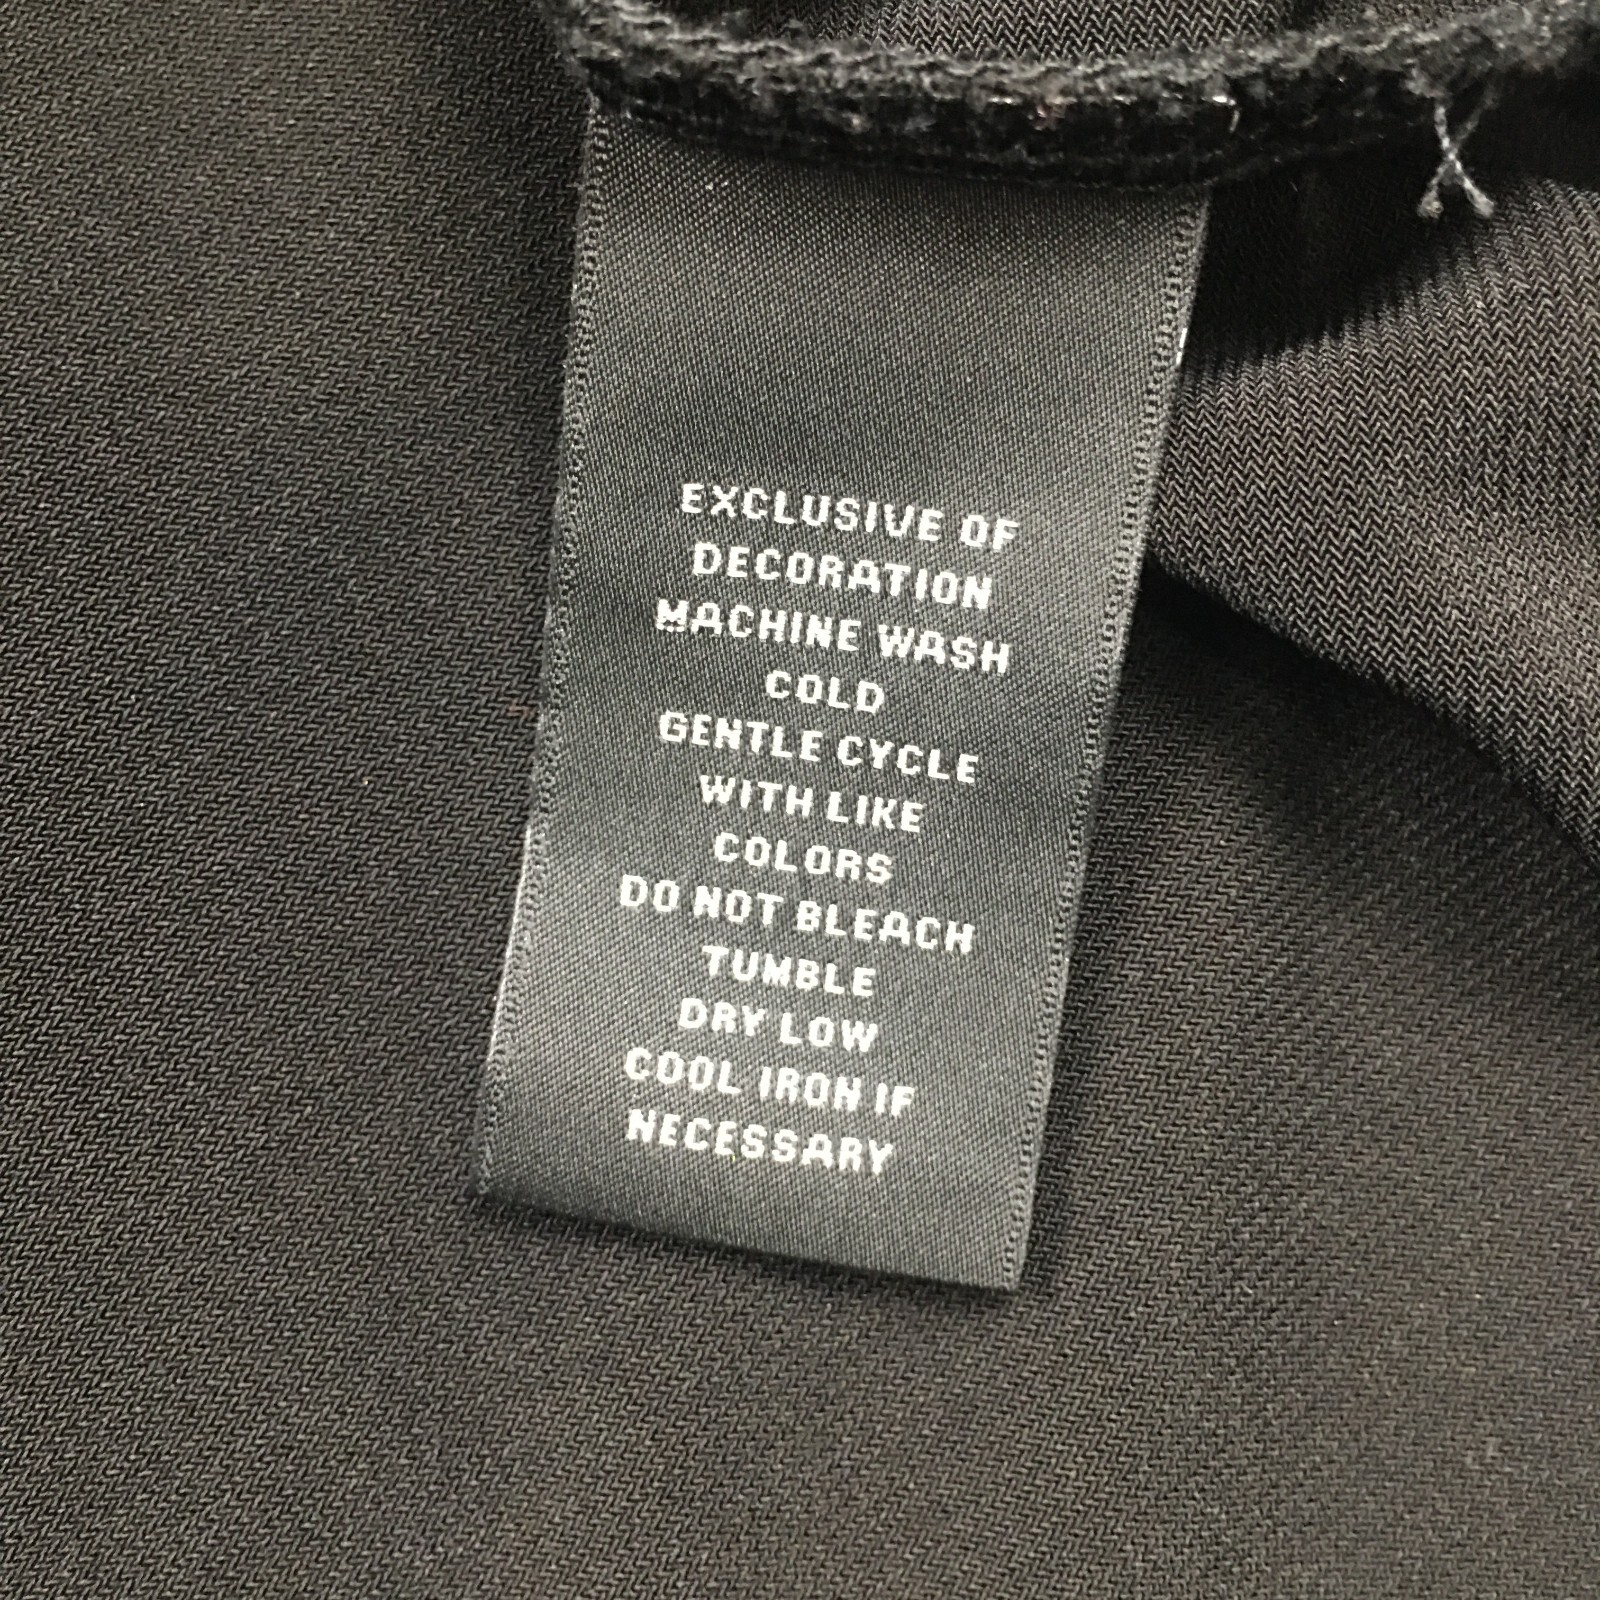 EXCLUSIVE OF
DECORATION
MACHINE WASH
COLD
GENTLE CYCLE
WITH LIKE
COLORS
DO NOT BLEACH
TUMBLE
DRY LOW
COOL IRON IF
NECESSARY